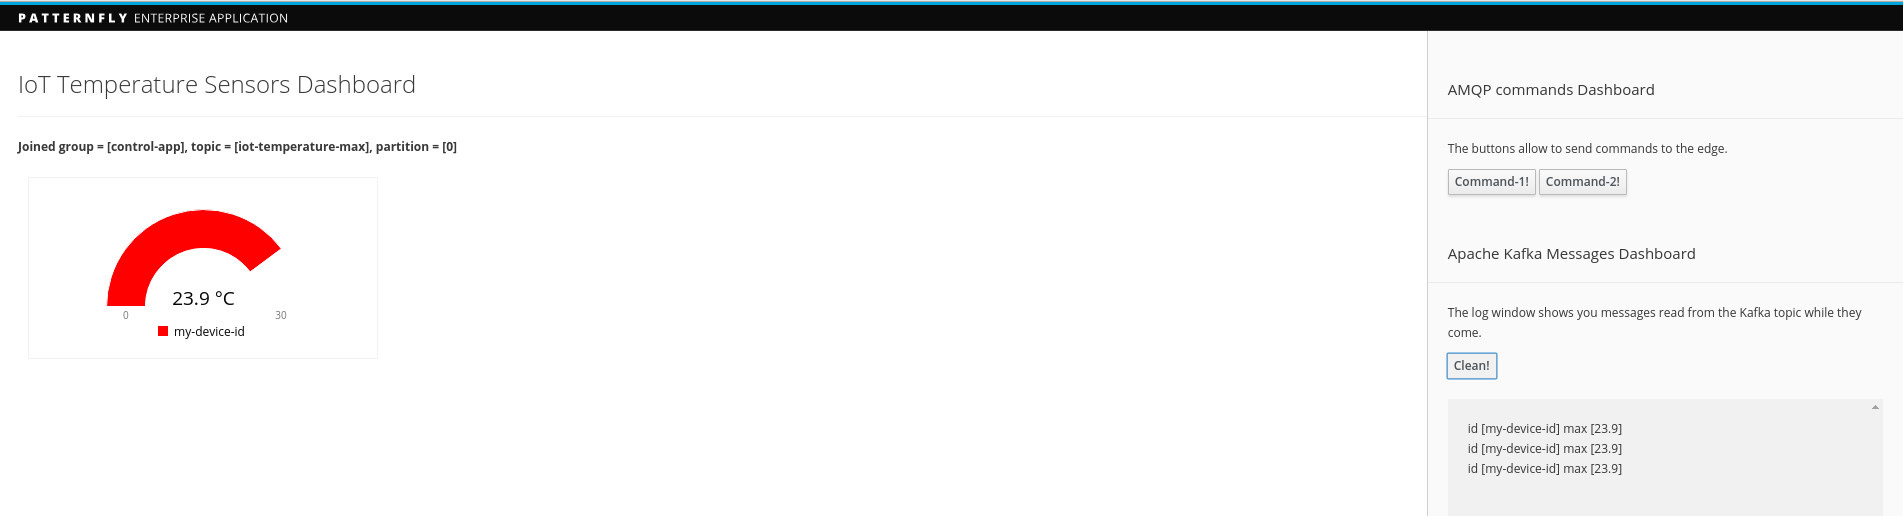 PATTERNFLY ENTERPRISE APPLICATION
IoT Temperature Sensors Dashboard
Joined group = [control-app], topic = [iot-temperature-max], partition = [0]
23.9 °C
0 30
my-device-id
AMQP commands Dashboard
The buttons allow to send commands to the edge.
Command-1! Command-2!
Apache Kafka Messages Dashboard
The log window shows you messages read from the Kafka topic while they
come.
Clean!
id [my-device-id] max [23.9]
id [my-device-id] max [23.9]
id [my-device-id] max [23.9]